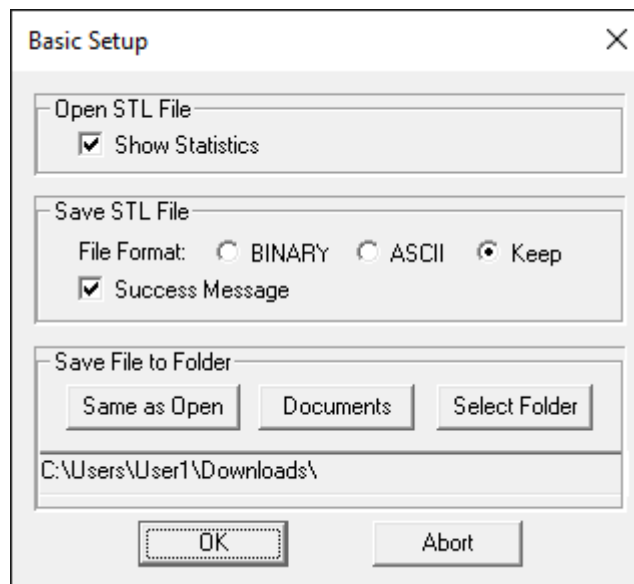 Basic Setup
Open STL File
Show Statistics
Save STL File
File Format: BINARY ASCII Keep
Success Message
Save File to Folder
Same as Open Documents Select Folder
C:\Users\User1\Downloads\
OK Abort